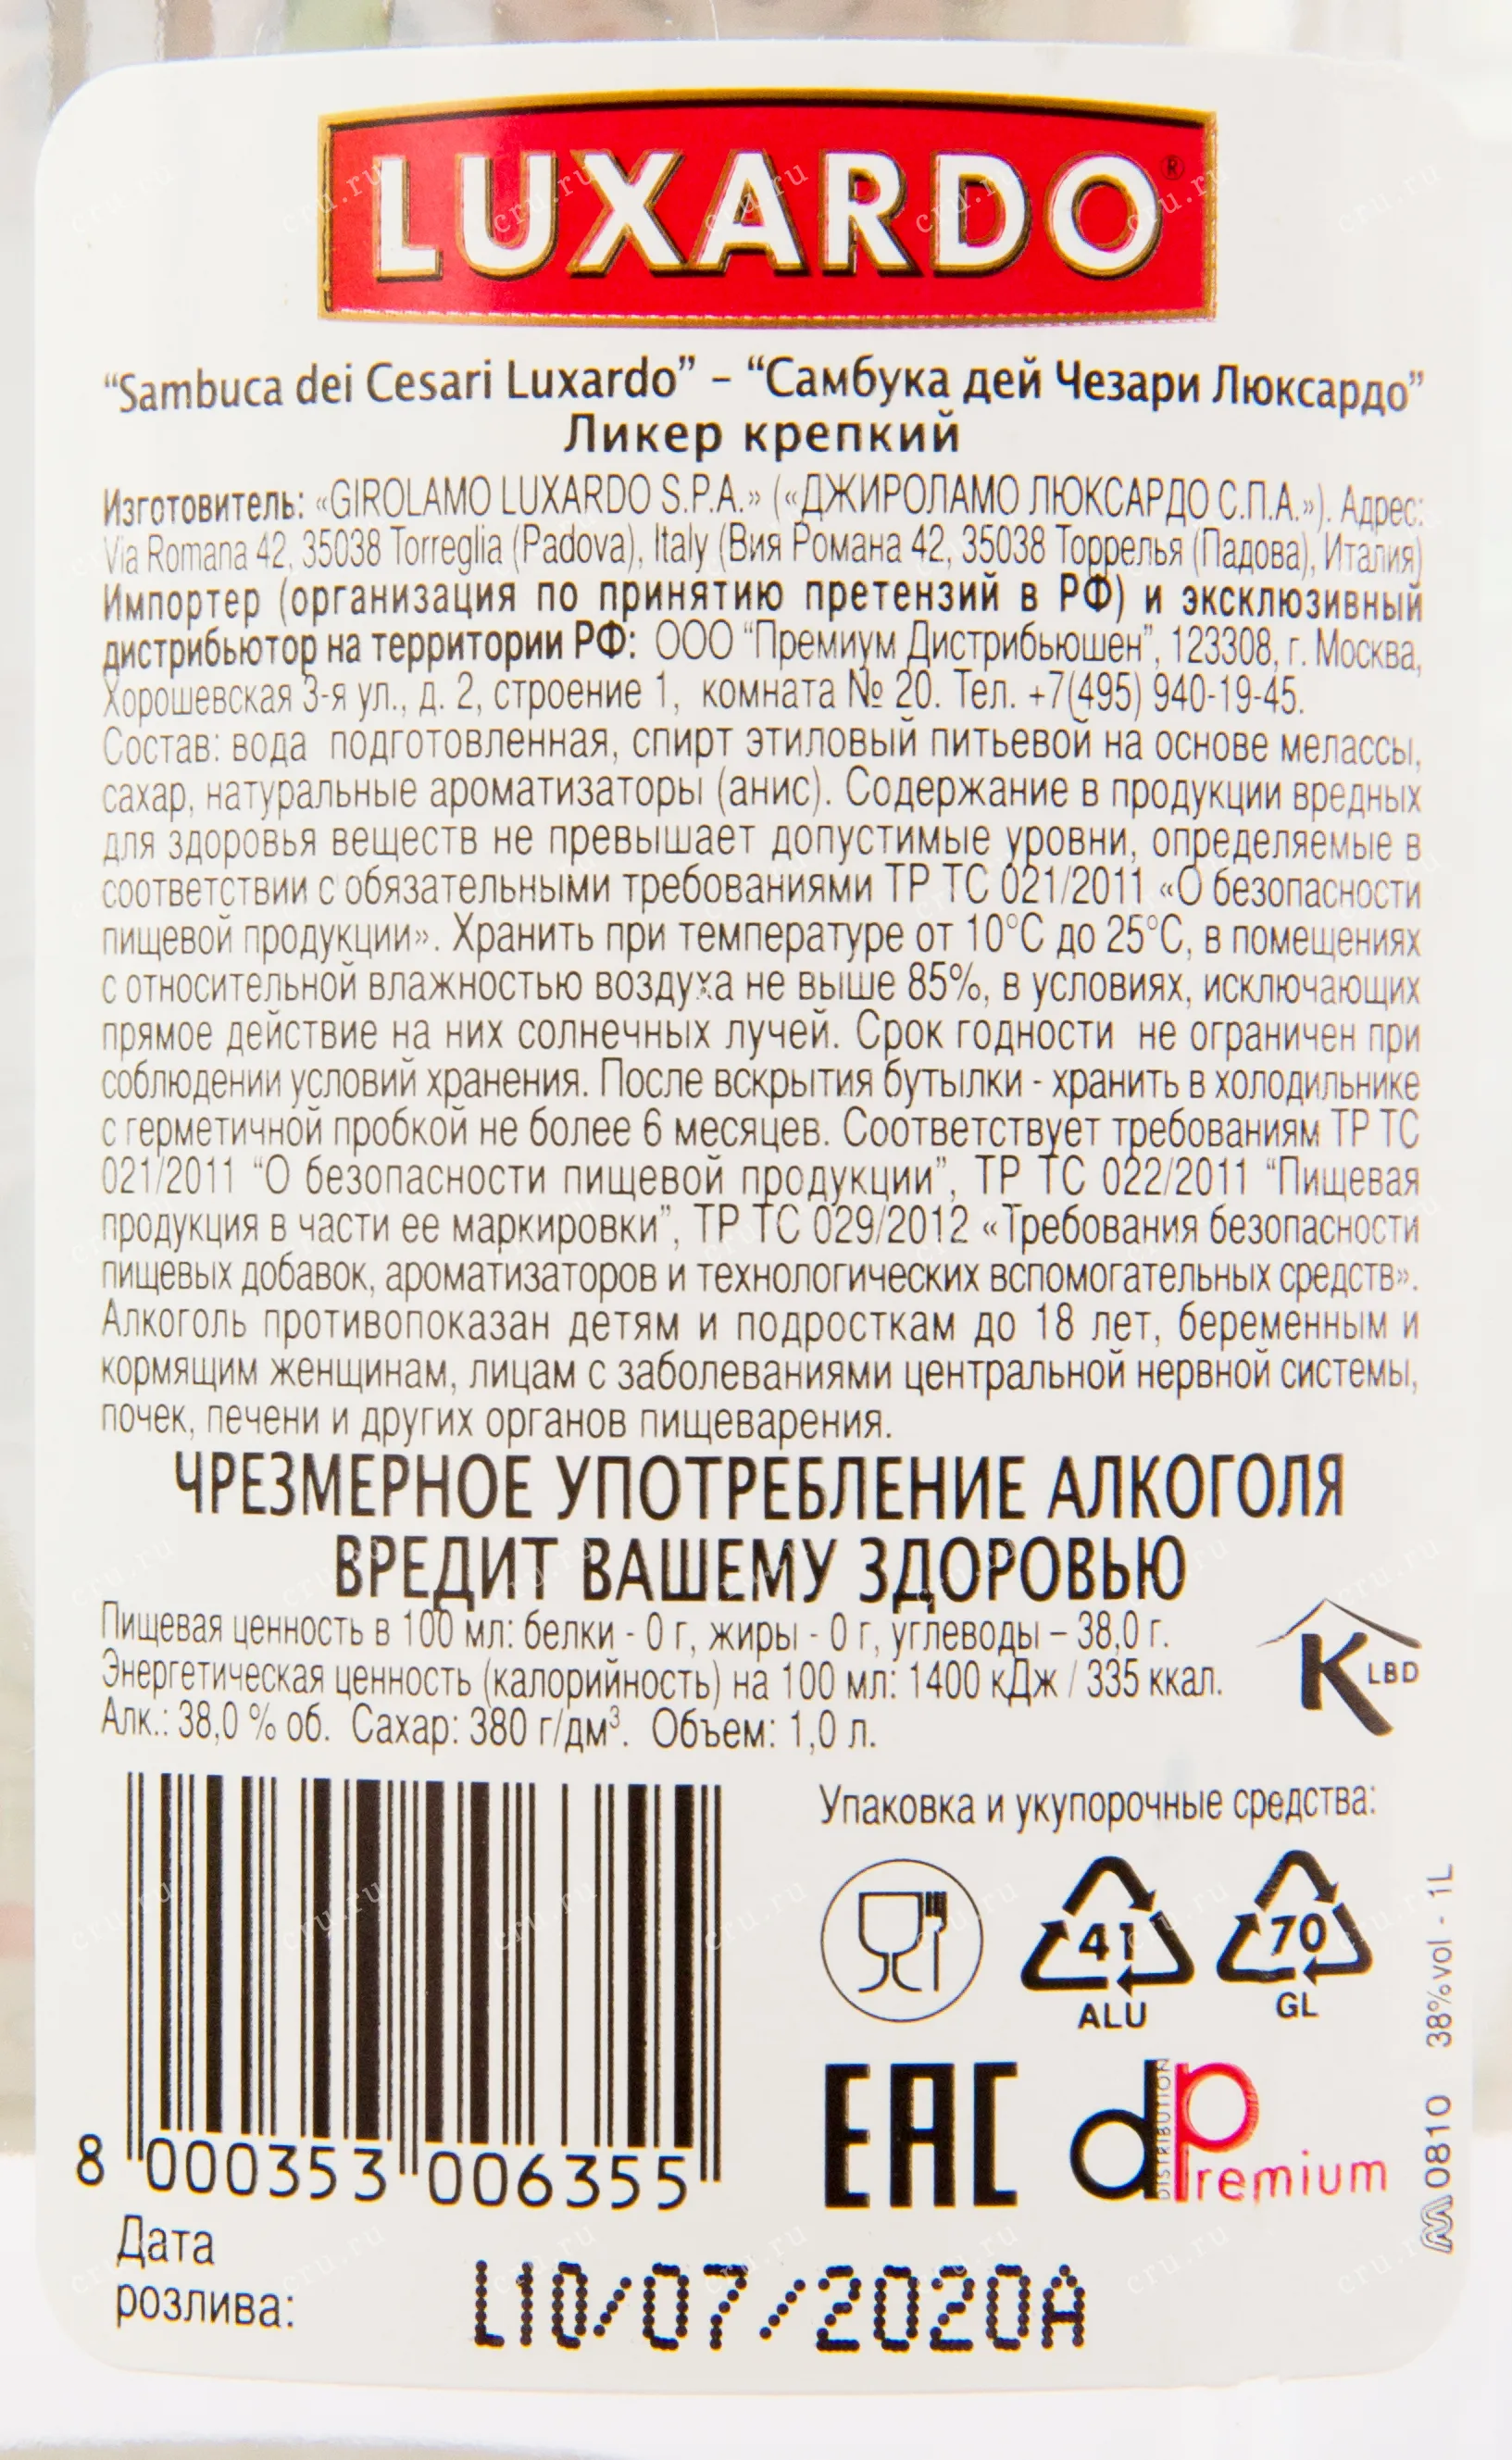 LUXARDO®
“Sambuca dei Cesari Luxardo” – “Самбука дей Чезари Люксардо”
Ликер крепкий
Изготовитель: «GIROLAMO LUXARDO S.P.A.» («ДЖИРОЛАМО ЛЮКСАРДО С.П.А.»). Адрес:
Via Romana 42, 35038 Torreglia (Padova), Italy (Вия Романа 42, 35038 Торрелья (Падова), Италия)
Импортер (организация по принятию претензий в РФ) и эксклюзивный
дистрибьютор на территории РФ: ООО “Премиум Дистрибьюшен”, 123308, г. Москва,
Хорошевская 3-я ул., д. 2, строение 1, комната № 20. Тел. +7(495) 940-19-45.
Состав: вода подготовленная, спирт этиловый питьевой на основе мелассы,
сахар, натуральные ароматизаторы (анис). Содержание в продукции вредных
для здоровья веществ не превышает допустимые уровни, определяемые в
соответствии с обязательными требованиями ТР ТС 021/2011 «О безопасности
пищевой продукции». Хранить при температуре от 10°С до 25°С, в помещениях
с относительной влажностью воздуха не выше 85%, в условиях, исключающих
прямое действие на них солнечных лучей. Срок годности не ограничен при
соблюдении условий хранения. После вскрытия бутылки - хранить в холодильнике
с герметичной пробкой не более 6 месяцев. Соответствует требованиям ТР ТС
021/2011 “О безопасности пищевой продукции”, ТР ТС 022/2011 “Пищевая
продукция в части ее маркировки”, ТР ТС 029/2012 «Требования безопасности
пищевых добавок, ароматизаторов и технологических вспомогательных средств».
Алкоголь противопоказан детям и подросткам до 18 лет, беременным и
кормящим женщинам, лицам с заболеваниями центральной нервной системы,
почек, печени и других органов пищеварения.
ЧРЕЗМЕРНОЕ УПОТРЕБЛЕНИЕ АЛКОГОЛЯ
ВРЕДИТ ВАШЕМУ ЗДОРОВЬЮ
Пищевая ценность в 100 мл: белки - 0 г, жиры - 0 г, углеводы – 38,0 г.
Энергетическая ценность (калорийность) на 100 мл: 1400 кДж / 335 ккал.
Алк.: 38,0 % об. Сахар: 380 г/дм³. Объем: 1,0 л.
K LBD
Упаковка и укупорочные средства:
41
ALU
70
GL
EAC
dp DISTRIBUTION Premium
0810 38%vol - 1L
8 000353 006355
Дата
розлива:
L10/07/2020A
cru.ru